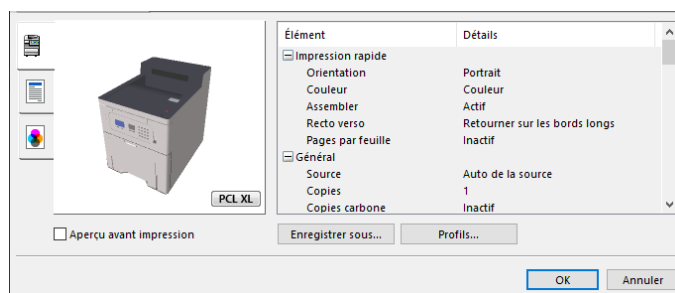 Élément Détails
Impression rapide
Orientation Portrait
Couleur Couleur
Assembler Actif
Recto verso Retourner sur les bords longs
Pages par feuille Inactif
Général
Source Auto de la source
Copies 1
Copies carbone Inactif
PCL XL
Aperçu avant impression Enregistrer sous... Profils...
OK Annuler